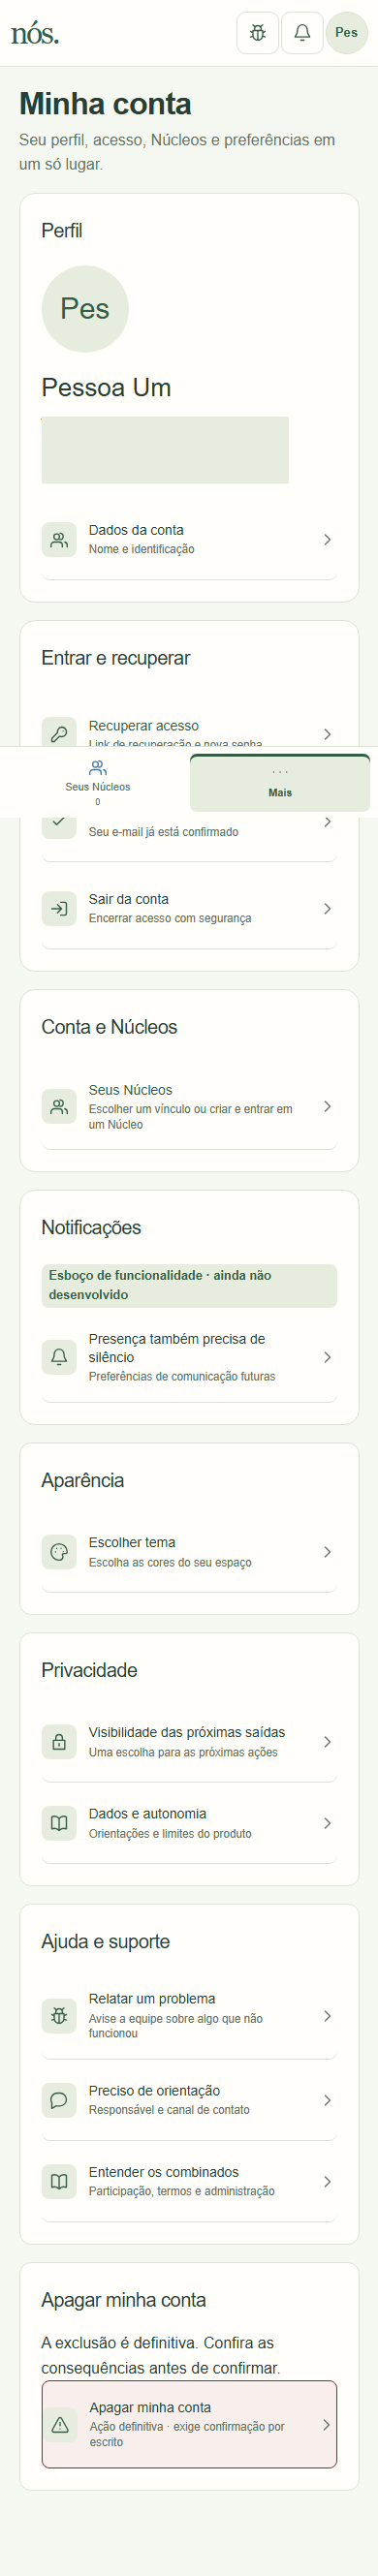 nós.
Pes
Minha conta
Seu perfil, acesso, Núcleos e preferências em
um só lugar.
Perfil
Pes
Pessoa Um
Dados da conta
Nome e identificação
Entrar e recuperar
Recuperar acesso
Link de recuperação e nova senha
Seus Núcleos
0
...
Mais
Seu e-mail já está confirmado
Sair da conta
Encerrar acesso com segurança
Conta e Núcleos
Seus Núcleos
Escolher um vínculo ou criar e entrar em
um Núcleo
Notificações
Esboço de funcionalidade · ainda não
desenvolvido
Presença também precisa de
silêncio
Preferências de comunicação futuras
Aparência
Escolher tema
Escolha as cores do seu espaço
Privacidade
Visibilidade das próximas saídas
Uma escolha para as próximas ações
Dados e autonomia
Orientações e limites do produto
Ajuda e suporte
Relatar um problema
Avise a equipe sobre algo que não
funcionou
Preciso de orientação
Responsável e canal de contato
Entender os combinados
Participação, termos e administração
Apagar minha conta
A exclusão é definitiva. Confira as
consequências antes de confirmar.
Apagar minha conta
Ação definitiva · exige confirmação por
escrito